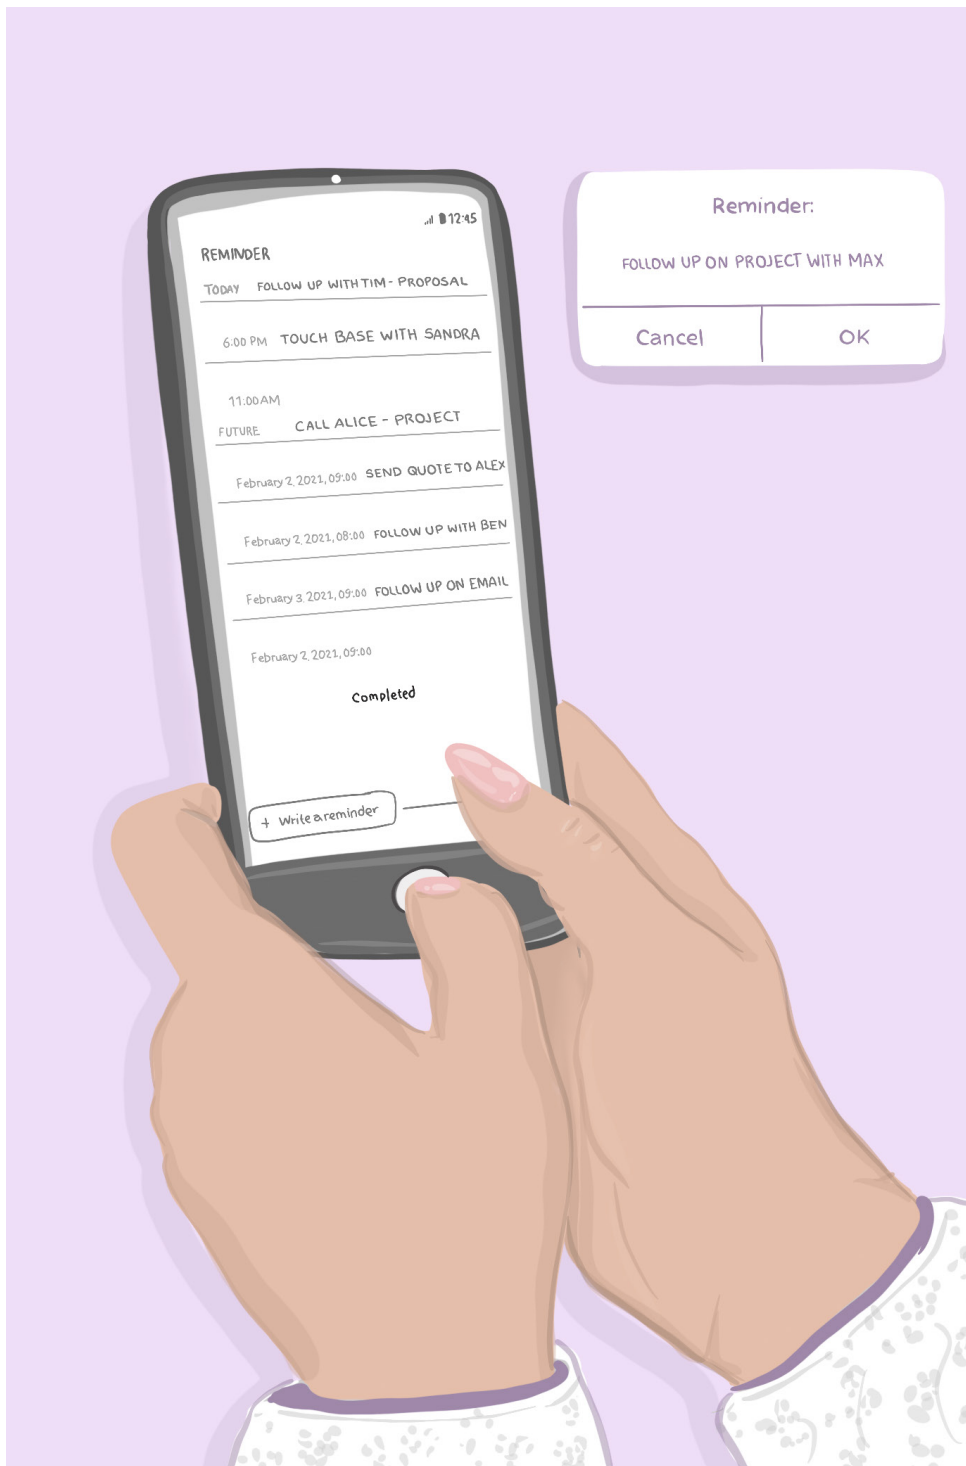 12:45
REMINDER
TODAY FOLLOW UP WITH TIM - PROPOSAL
6:00 PM TOUCH BASE WITH SANDRA
11:00 AM
FUTURE CALL ALICE - PROJECT
February 2, 2021, 09:00 SEND QUOTE TO ALEX
February 2, 2021, 08:00 FOLLOW UP WITH BEN
February 3, 2021, 09:00 FOLLOW UP ON EMAIL
February 2, 2021, 09:00
Completed
+ Write a reminder
Reminder:
FOLLOW UP ON PROJECT WITH MAX
Cancel OK